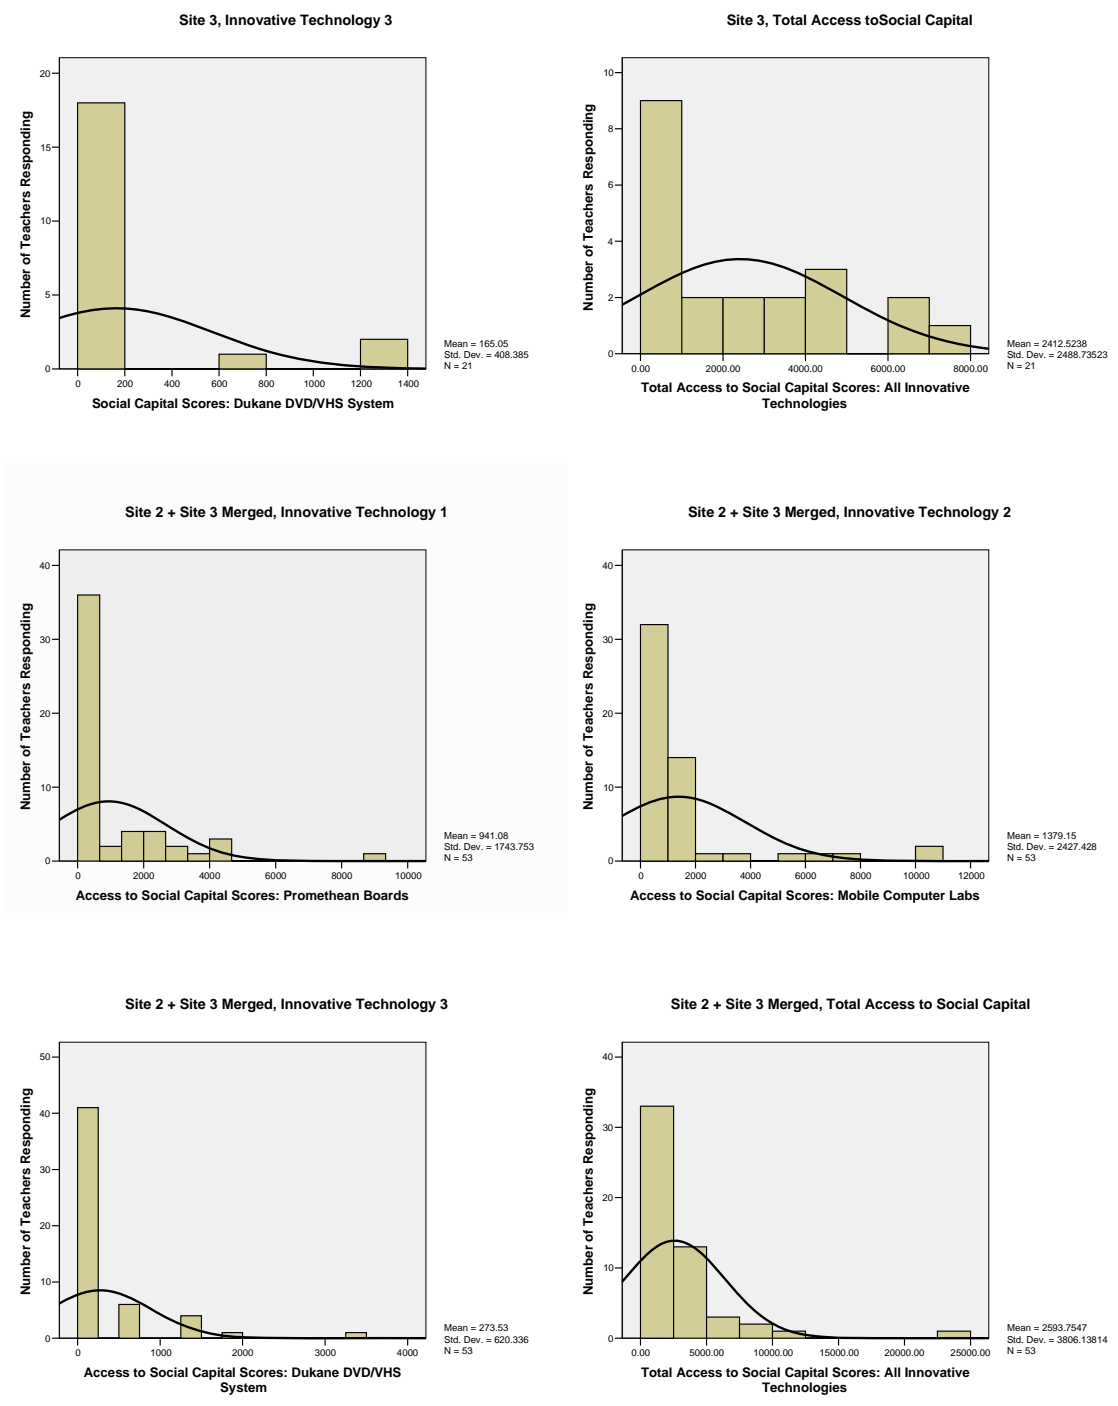 Site 3, Innovative Technology 3
20
15
10
5
0
Number of Teachers Responding
0 200 400 600 800 1000 1200 1400
Social Capital Scores: Dukane DVD/VHS System
Mean = 165.05
Std. Dev. = 408.385
N = 21
Site 3, Total Access toSocial Capital
10
8
6
4
2
0
Number of Teachers Responding
0.00 2000.00 4000.00 6000.00 8000.00
Total Access to Social Capital Scores: All Innovative
Technologies
Mean = 2412.5238
Std. Dev. = 2488.73523
N = 21
Site 2 + Site 3 Merged, Innovative Technology 1
40
30
20
10
0
Number of Teachers Responding
0 2000 4000 6000 8000 10000
Access to Social Capital Scores: Promethean Boards
Mean = 941.08
Std. Dev. = 1743.753
N = 53
Site 2 + Site 3 Merged, Innovative Technology 2
40
30
20
10
0
Number of Teachers Responding
0 2000 4000 6000 8000 10000 12000
Access to Social Capital Scores: Mobile Computer Labs
Mean = 1379.15
Std. Dev. = 2427.428
N = 53
Site 2 + Site 3 Merged, Innovative Technology 3
50
40
30
20
10
0
Number of Teachers Responding
0 1000 2000 3000 4000
Access to Social Capital Scores: Dukane DVD/VHS
System
Mean = 273.53
Std. Dev. = 620.336
N = 53
Site 2 + Site 3 Merged, Total Access to Social Capital
40
30
20
10
0
Number of Teachers Responding
0.00 5000.00 10000.00 15000.00 20000.00 25000.00
Total Access to Social Capital Scores: All Innovative
Technologies
Mean = 2593.7547
Std. Dev. = 3806.13814
N = 53